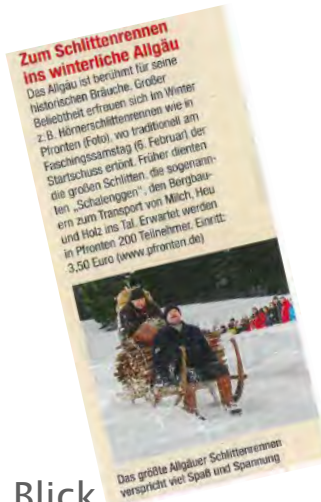 Zum Schlittenrennen
ins winterliche Allgäu
Das Allgäu ist berühmt für seine
historischen Bräuche. Großer
Beliebtheit erfreuen sich im Winter
z. B. Hörnerschlittenrennen wie in
Pfronten (Foto), wo traditionell am
Faschingssamstag (6. Februar) der
Startschuss ertönt. Früher dienten
die großen Schlitten, die sogenann-
ten „Schalenggen“, den Bergbau-
ern zum Transport von Milch, Heu
und Holz ins Tal. Erwartet werden
in Pfronten 200 Teilnehmer. Einritt:
3,50 Euro (www.pfronten.de)
Das größte Allgäuer Schlittenrennen
verspricht viel Spaß und Spannung
Blick